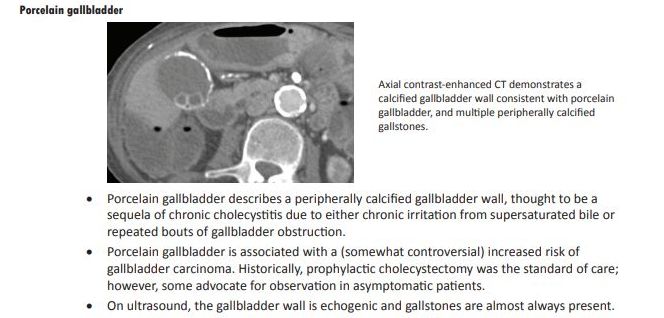 Porcelain gallbladder
Axial contrast-enhanced CT demonstrates a
calcified gallbladder wall consistent with porcelain
gallbladder, and multiple peripherally calcified
gallstones.
• Porcelain gallbladder describes a peripherally calcified gallbladder wall, thought to be a
sequela of chronic cholecystitis due to either chronic irritation from supersaturated bile or
repeated bouts of gallbladder obstruction.
• Porcelain gallbladder is associated with a (somewhat controversial) increased risk of
gallbladder carcinoma. Historically, prophylactic cholecystectomy was the standard of care;
however, some advocate for observation in asymptomatic patients.
• On ultrasound, the gallbladder wall is echogenic and gallstones are almost always present.